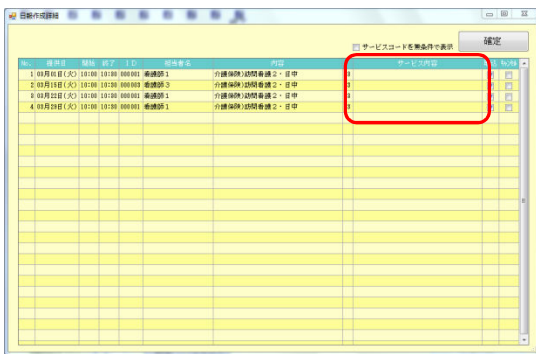 日報作成詳細
サービスコードを無条件で表示
確定
No. 提供日 開始 終了 ID 担当者名 内容 サービス内容
1 03月01日(火) 10:00 10:30 000001 看護師1 介護保険)訪問看護2・日中
2 03月15日(火) 10:00 10:30 000003 看護師3 介護保険)訪問看護2・日中
3 03月22日(火) 10:00 10:30 000001 看護師1 介護保険)訪問看護2・日中
4 03月29日(火) 10:00 10:30 000001 看護師1 介護保険)訪問看護2・日中